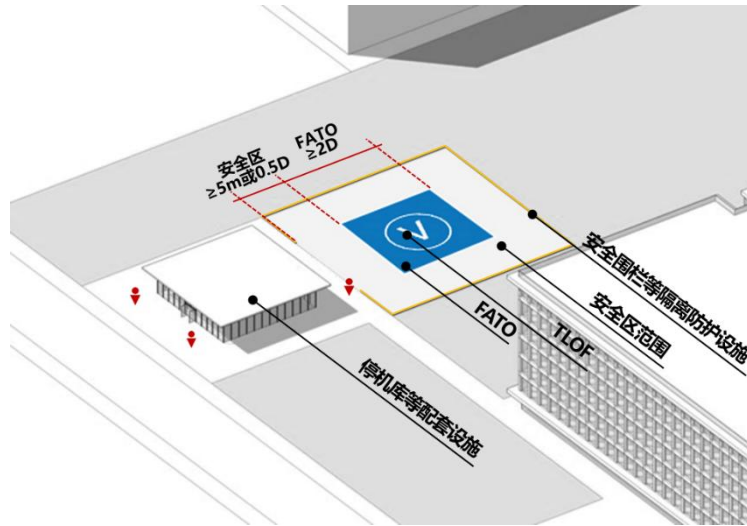 FATO
≥2D
安全区
≥5m或0.5D
V
安全围栏等隔离防护设施
安全区范围
TLOF
FATO
停机库等配套设施